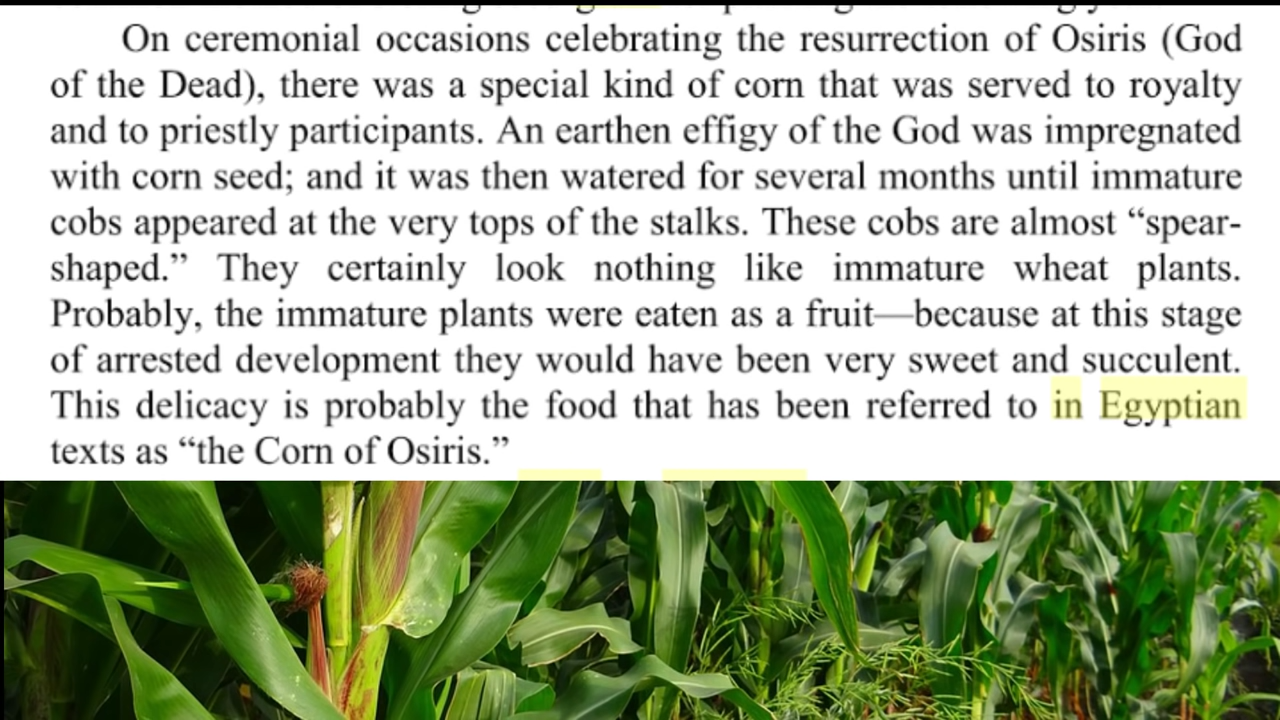 On ceremonial occasions celebrating the resurrection of Osiris (God
of the Dead), there was a special kind of corn that was served to royalty
and to priestly participants. An earthen effigy of the God was impregnated
with corn seed; and it was then watered for several months until immature
cobs appeared at the very tops of the stalks. These cobs are almost “spear-
shaped.” They certainly look nothing like immature wheat plants.
Probably, the immature plants were eaten as a fruit—because at this stage
of arrested development they would have been very sweet and succulent.
This delicacy is probably the food that has been referred to in Egyptian
texts as “the Corn of Osiris.”